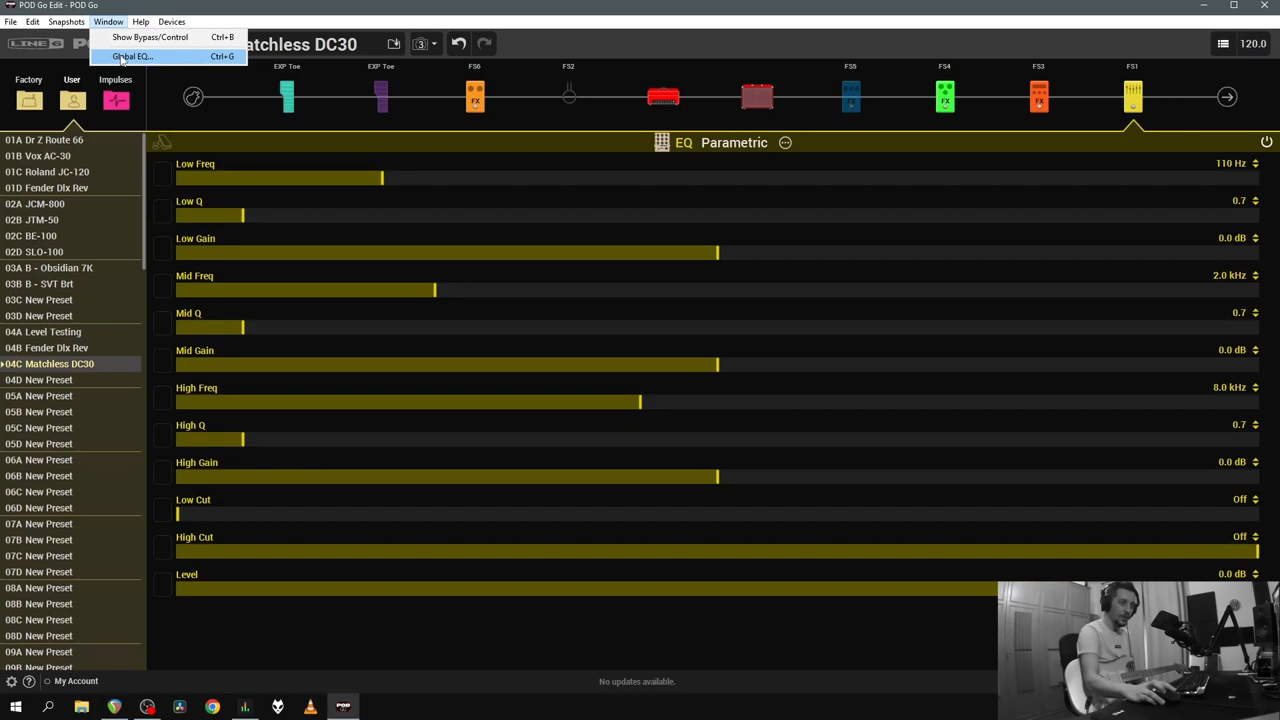 POD Go Edit - POD Go
File Edit Snapshots Window Help Devices
Show Bypass/Control Ctrl+B
Global EQ... Ctrl+G
LINE 6
atchless DC30
120.0
Factory User Impulses
EXP Toe EXP Toe FS6 FS2 FS5 FS4 FS3 FS1
FX FX FX
EQ Parametric
01A Dr Z Route 66
01B Vox AC-30
01C Roland JC-120
01D Fender Dlx Rev
02A JCM-800
02B JTM-50
02C BE-100
02D SLO-100
03A B - Obsidian 7K
03B B - SVT Brt
03C New Preset
03D New Preset
04A Level Testing
04B Fender Dlx Rev
04C Matchless DC30
04D New Preset
05A New Preset
05B New Preset
05C New Preset
05D New Preset
06A New Preset
06B New Preset
06C New Preset
06D New Preset
07A New Preset
07B New Preset
07C New Preset
07D New Preset
08A New Preset
08B New Preset
08C New Preset
08D New Preset
09A New Preset
09B New Preset
Low Freq 110 Hz
Low Q 0.7
Low Gain 0.0 dB
Mid Freq 2.0 kHz
Mid Q 0.7
Mid Gain 0.0 dB
High Freq 8.0 kHz
High Q 0.7
High Gain 0.0 dB
Low Cut Off
High Cut Off
Level 0.0 dB
My Account
No updates available.